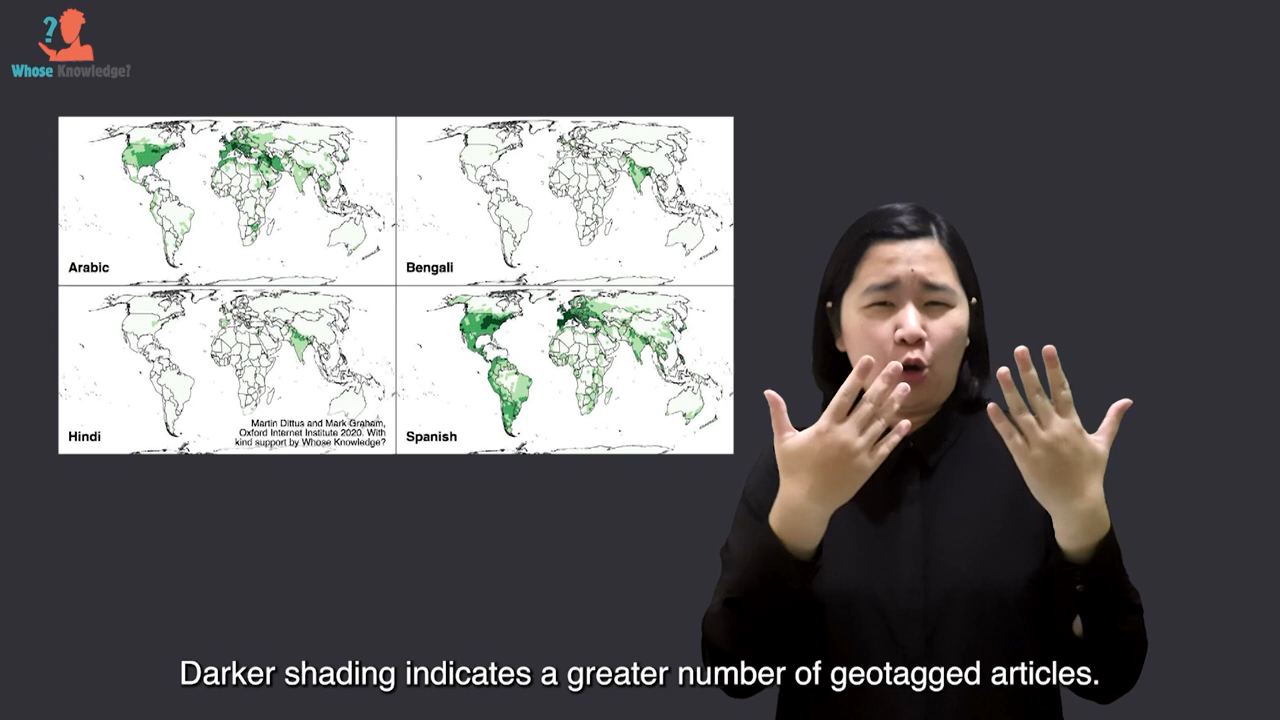 ?
Whose Knowledge?
Arabic
Bengali
Hindi
Martin Dittus and Mark Graham,
Oxford Internet Institute 2020. With
kind support by Whose Knowledge?
Spanish
Darker shading indicates a greater number of geotagged articles.